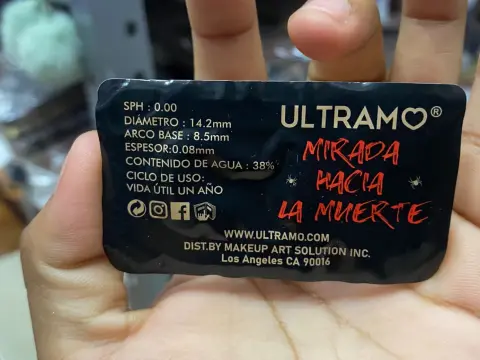 SPH : 0.00
DIÁMETRO : 14.2mm
ARCO BASE : 8.5mm
ESPESOR:0.08mm
CONTENIDO DE AGUA : 38%
CICLO DE USO:
VIDA ÚTIL UN AÑO
ULTRAMO®
MIRADA
HACIA
LA MUERTE
WWW.ULTRAMO.COM
DIST.BY MAKEUP ART SOLUTION INC.
Los Angeles CA 90016